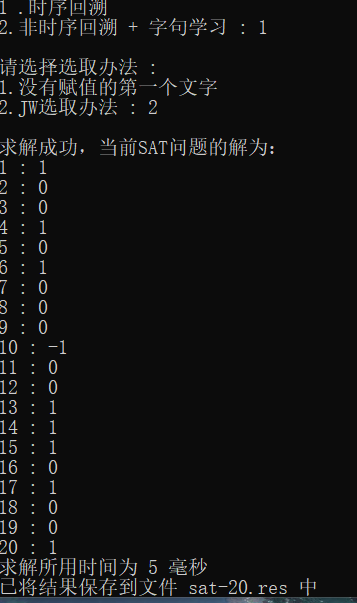 1 .时序回溯
2.非时序回溯 + 字句学习 : 1
请选择选取办法 :
1.没有赋值的第一个文字
2.JW选取办法 : 2
求解成功，当前SAT问题的解为：
1 : 1
2 : 0
3 : 0
4 : 1
5 : 0
6 : 1
7 : 0
8 : 0
9 : 0
10 : -1
11 : 0
12 : 0
13 : 1
14 : 1
15 : 1
16 : 0
17 : 1
18 : 0
19 : 0
20 : 1
求解所用时间为 5 毫秒
已将结果保存到文件 sat-20.res 中